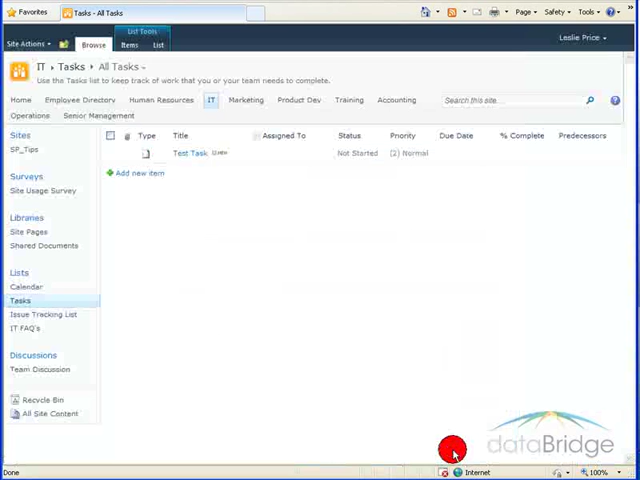 Favorites Tasks - All Tasks Page Safety Tools
List Tools
Site Actions Browse Items List Leslie Price
IT Tasks All Tasks
Use the Tasks list to keep track of work that you or your team needs to complete.
Home Employee Directory Human Resources IT Marketing Product Dev Training Accounting Search this site...
Operations Senior Management
Sites
SP_Tips
Surveys
Site Usage Survey
Libraries
Site Pages
Shared Documents
Lists
Calendar
Tasks
Issue Tracking List
IT FAQ's
Discussions
Team Discussion
Recycle Bin
All Site Content
Type Title Assigned To Status Priority Due Date % Complete Predecessors
Test Task NEW Not Started (2) Normal
Add new item
dataBridge
Done Internet 100%